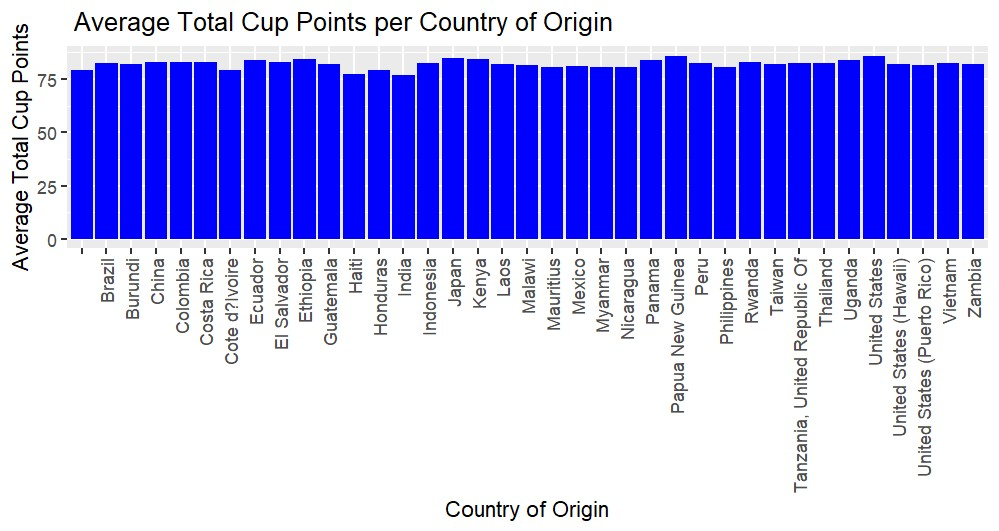 Average Total Cup Points per Country of Origin
Average Total Cup Points
75
50
25
0
Brazil
Burundi
China
Colombia
Costa Rica
Cote d?Ivoire
Ecuador
El Salvador
Ethiopia
Guatemala
Haiti
Honduras
India
Indonesia
Japan
Kenya
Laos
Malawi
Mauritius
Mexico
Myanmar
Nicaragua
Panama
Papua New Guinea
Peru
Philippines
Rwanda
Taiwan
Tanzania, United Republic Of
Thailand
Uganda
United States
United States (Hawaii)
United States (Puerto Rico)
Vietnam
Zambia
Country of Origin